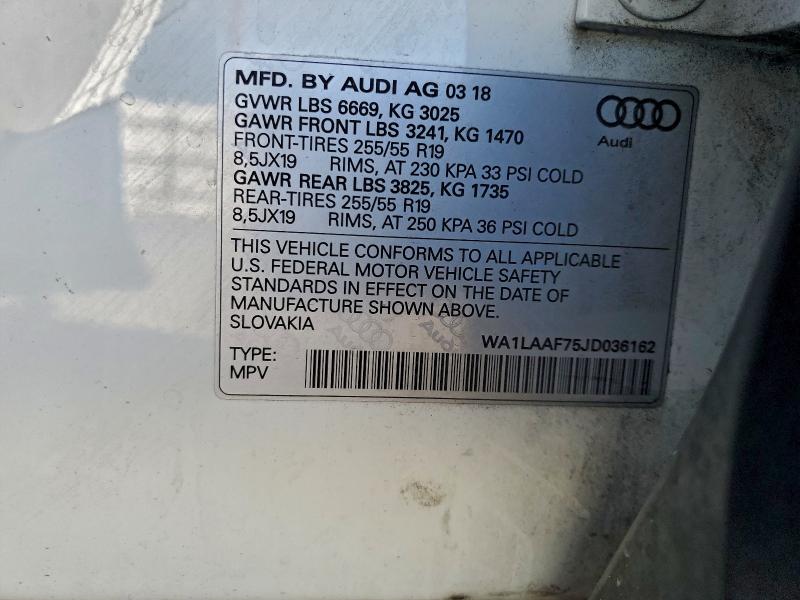 MFD. BY AUDI AG 03 18
GVWR LBS 6669, KG 3025
GAWR FRONT LBS 3241, KG 1470
FRONT-TIRES 255/55 R19
8,5JX19 RIMS, AT 230 KPA 33 PSI COLD
GAWR REAR LBS 3825, KG 1735
REAR-TIRES 255/55 R19
8,5JX19 RIMS, AT 250 KPA 36 PSI COLD
Audi
THIS VEHICLE CONFORMS TO ALL APPLICABLE
U.S. FEDERAL MOTOR VEHICLE SAFETY
STANDARDS IN EFFECT ON THE DATE OF
MANUFACTURE SHOWN ABOVE.
SLOVAKIA
Audi
WA1LAAF75JD036162
TYPE:
MPV